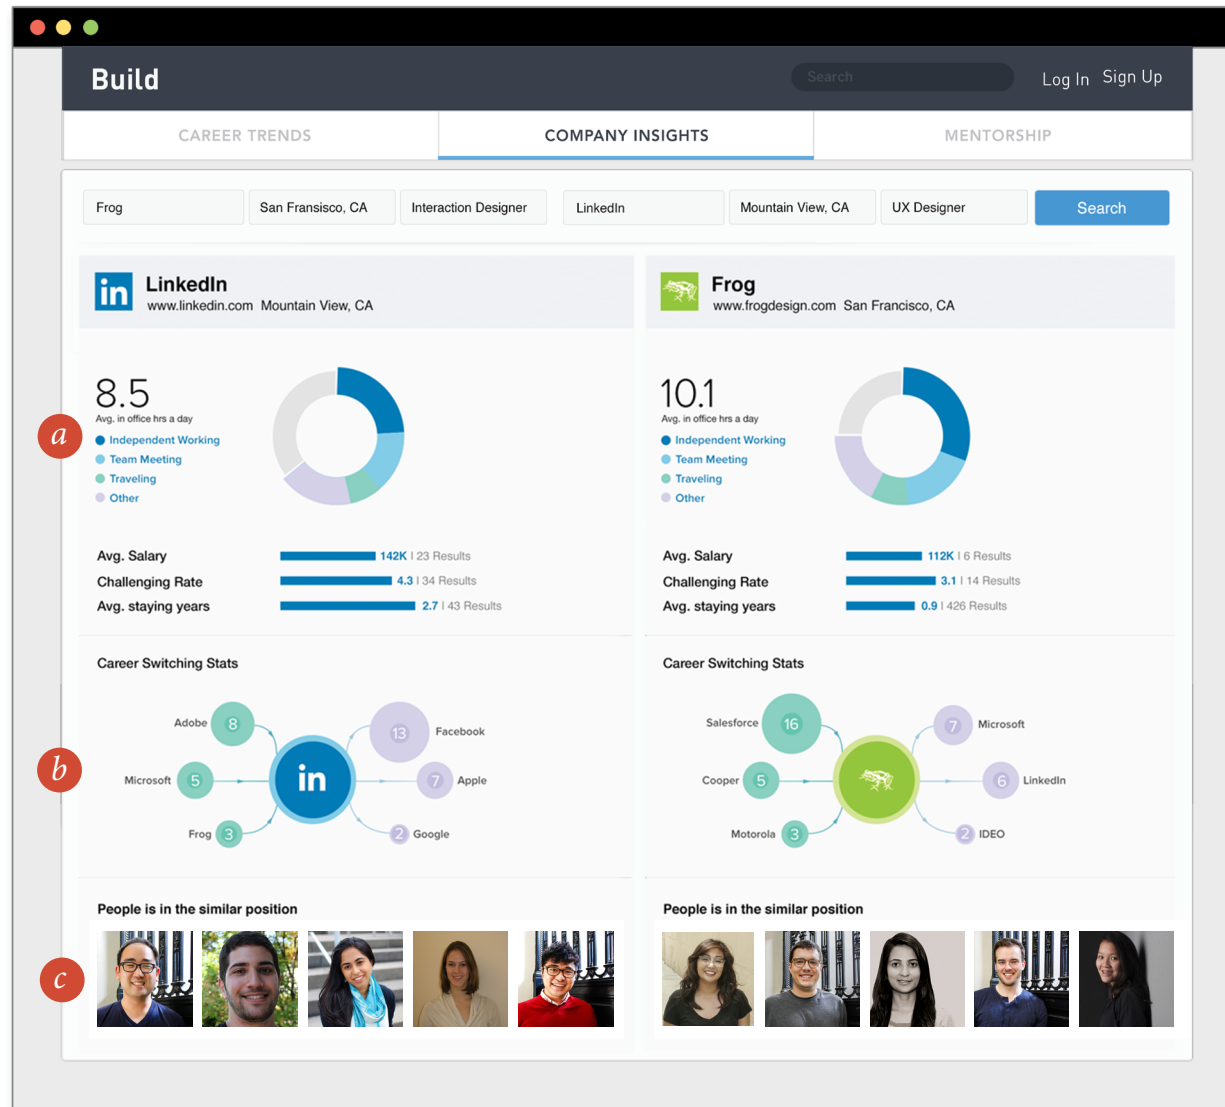 Build
Search
Log In Sign Up
CAREER TRENDS
COMPANY INSIGHTS
MENTORSHIP
Frog
San Fransisco, CA
Interaction Designer
LinkedIn
Mountain View, CA
UX Designer
Search
in
LinkedIn
www.linkedin.com Mountain View, CA
Frog
www.frogdesign.com San Francisco, CA
a
8.5
Avg. in office hrs a day
Independent Working
Team Meeting
Traveling
Other
10.1
Avg. in office hrs a day
Independent Working
Team Meeting
Traveling
Other
Avg. Salary 142K | 23 Results
Challenging Rate 4.3 | 34 Results
Avg. staying years 2.7 | 43 Results
Avg. Salary 112K | 6 Results
Challenging Rate 3.1 | 14 Results
Avg. staying years 0.9 | 426 Results
b
Career Switching Stats
Adobe 8
13 Facebook
Microsoft 5
in
7 Apple
Frog 3
2 Google
Career Switching Stats
Salesforce 16
7 Microsoft
Cooper 5
6 LinkedIn
Motorola 3
2 IDEO
c
People is in the similar position
People is in the similar position